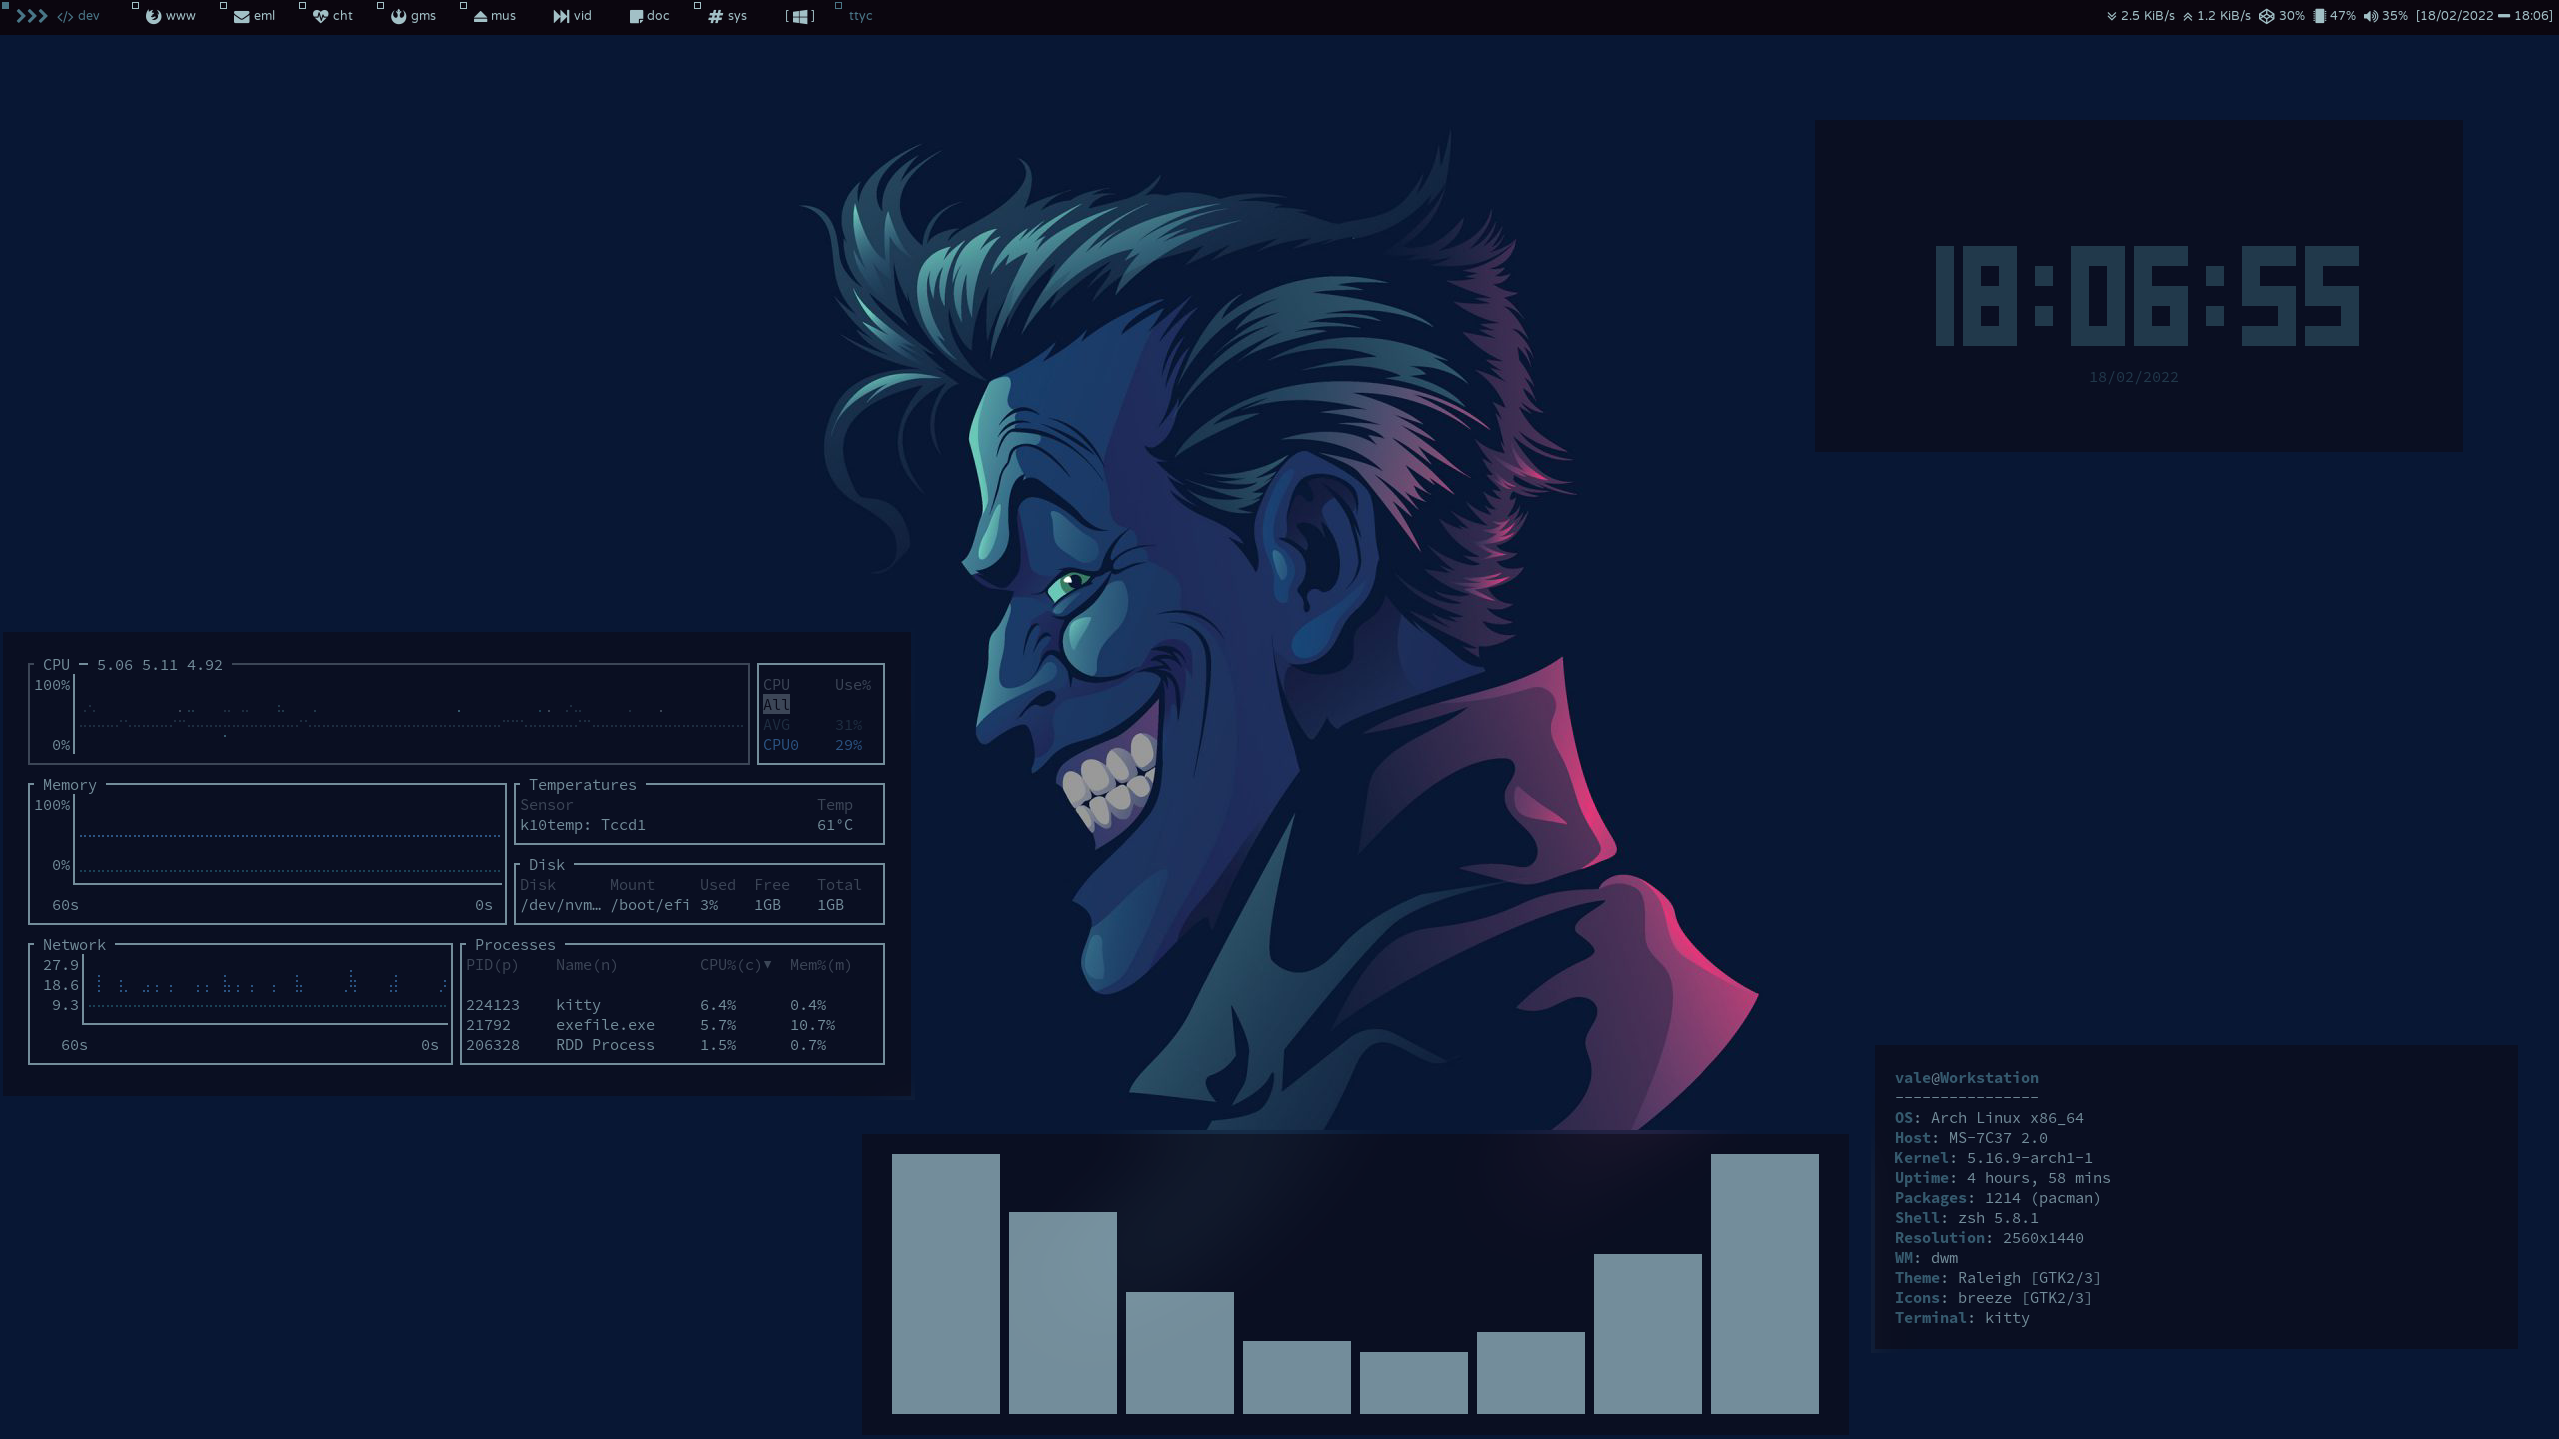 dev www eml cht gms mus vid doc sys [ ] ttyc 2.5 KiB/s 1.2 KiB/s 30% 47% 35% [18/02/2022 18:06]
18:06:55
18/02/2022
CPU — 5.06 5.11 4.92
100%
0%
CPU Use%
All
AVG 31%
CPU0 29%
Memory
100%
0%
60s 0s
Temperatures
Sensor Temp
k10temp: Tccd1 61°C
Disk
Disk Mount Used Free Total
/dev/nvm… /boot/efi 3% 1GB 1GB
Network
27.9
18.6
9.3
60s 0s
Processes
PID(p) Name(n) CPU%(c)▼ Mem%(m)
224123 kitty 6.4% 0.4%
21792 exefile.exe 5.7% 10.7%
206328 RDD Process 1.5% 0.7%
vale@Workstation
----------------
OS: Arch Linux x86_64
Host: MS-7C37 2.0
Kernel: 5.16.9-arch1-1
Uptime: 4 hours, 58 mins
Packages: 1214 (pacman)
Shell: zsh 5.8.1
Resolution: 2560x1440
WM: dwm
Theme: Raleigh [GTK2/3]
Icons: breeze [GTK2/3]
Terminal: kitty